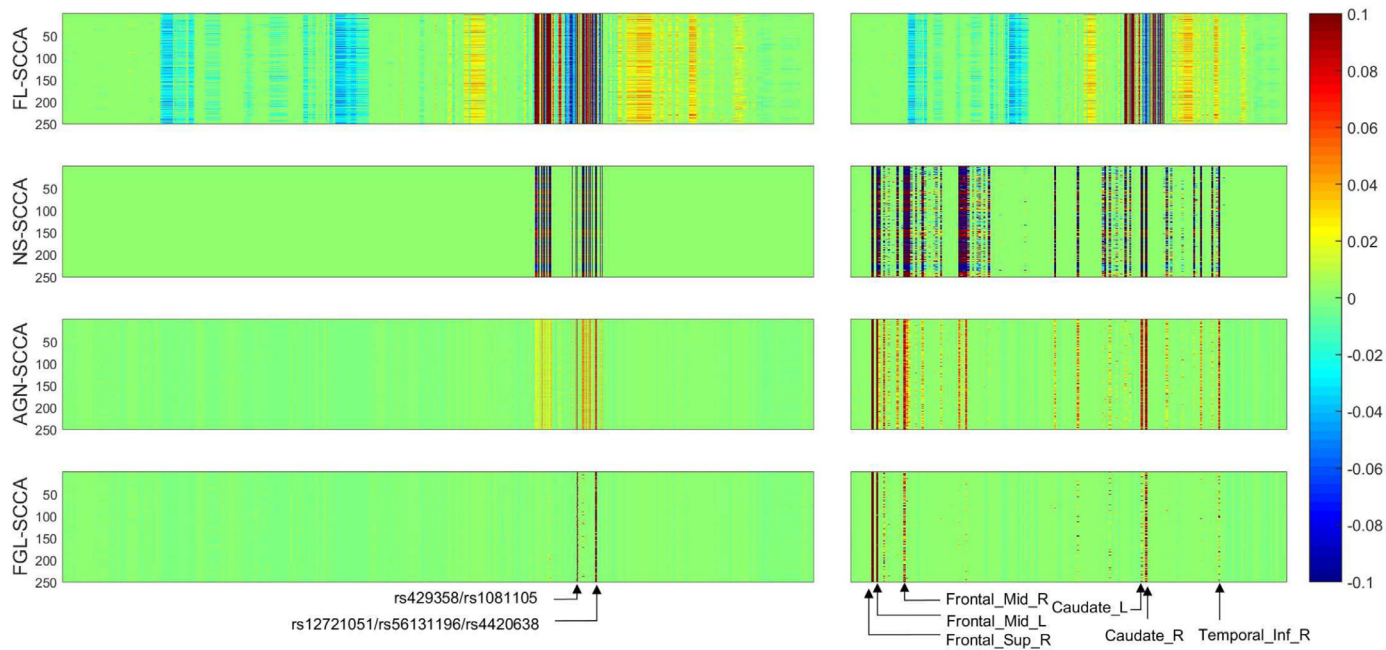 FL-SCCA
50
100
150
200
250
NS-SCCA
50
100
150
200
250
AGN-SCCA
50
100
150
200
250
FGL-SCCA
50
100
150
200
250
0.1
0.08
0.06
0.04
0.02
0
-0.02
-0.04
-0.06
-0.08
-0.1
rs429358/rs1081105
rs12721051/rs56131196/rs4420638
Frontal_Mid_R
Frontal_Mid_L
Frontal_Sup_R
Caudate_L
Caudate_R
Temporal_Inf_R